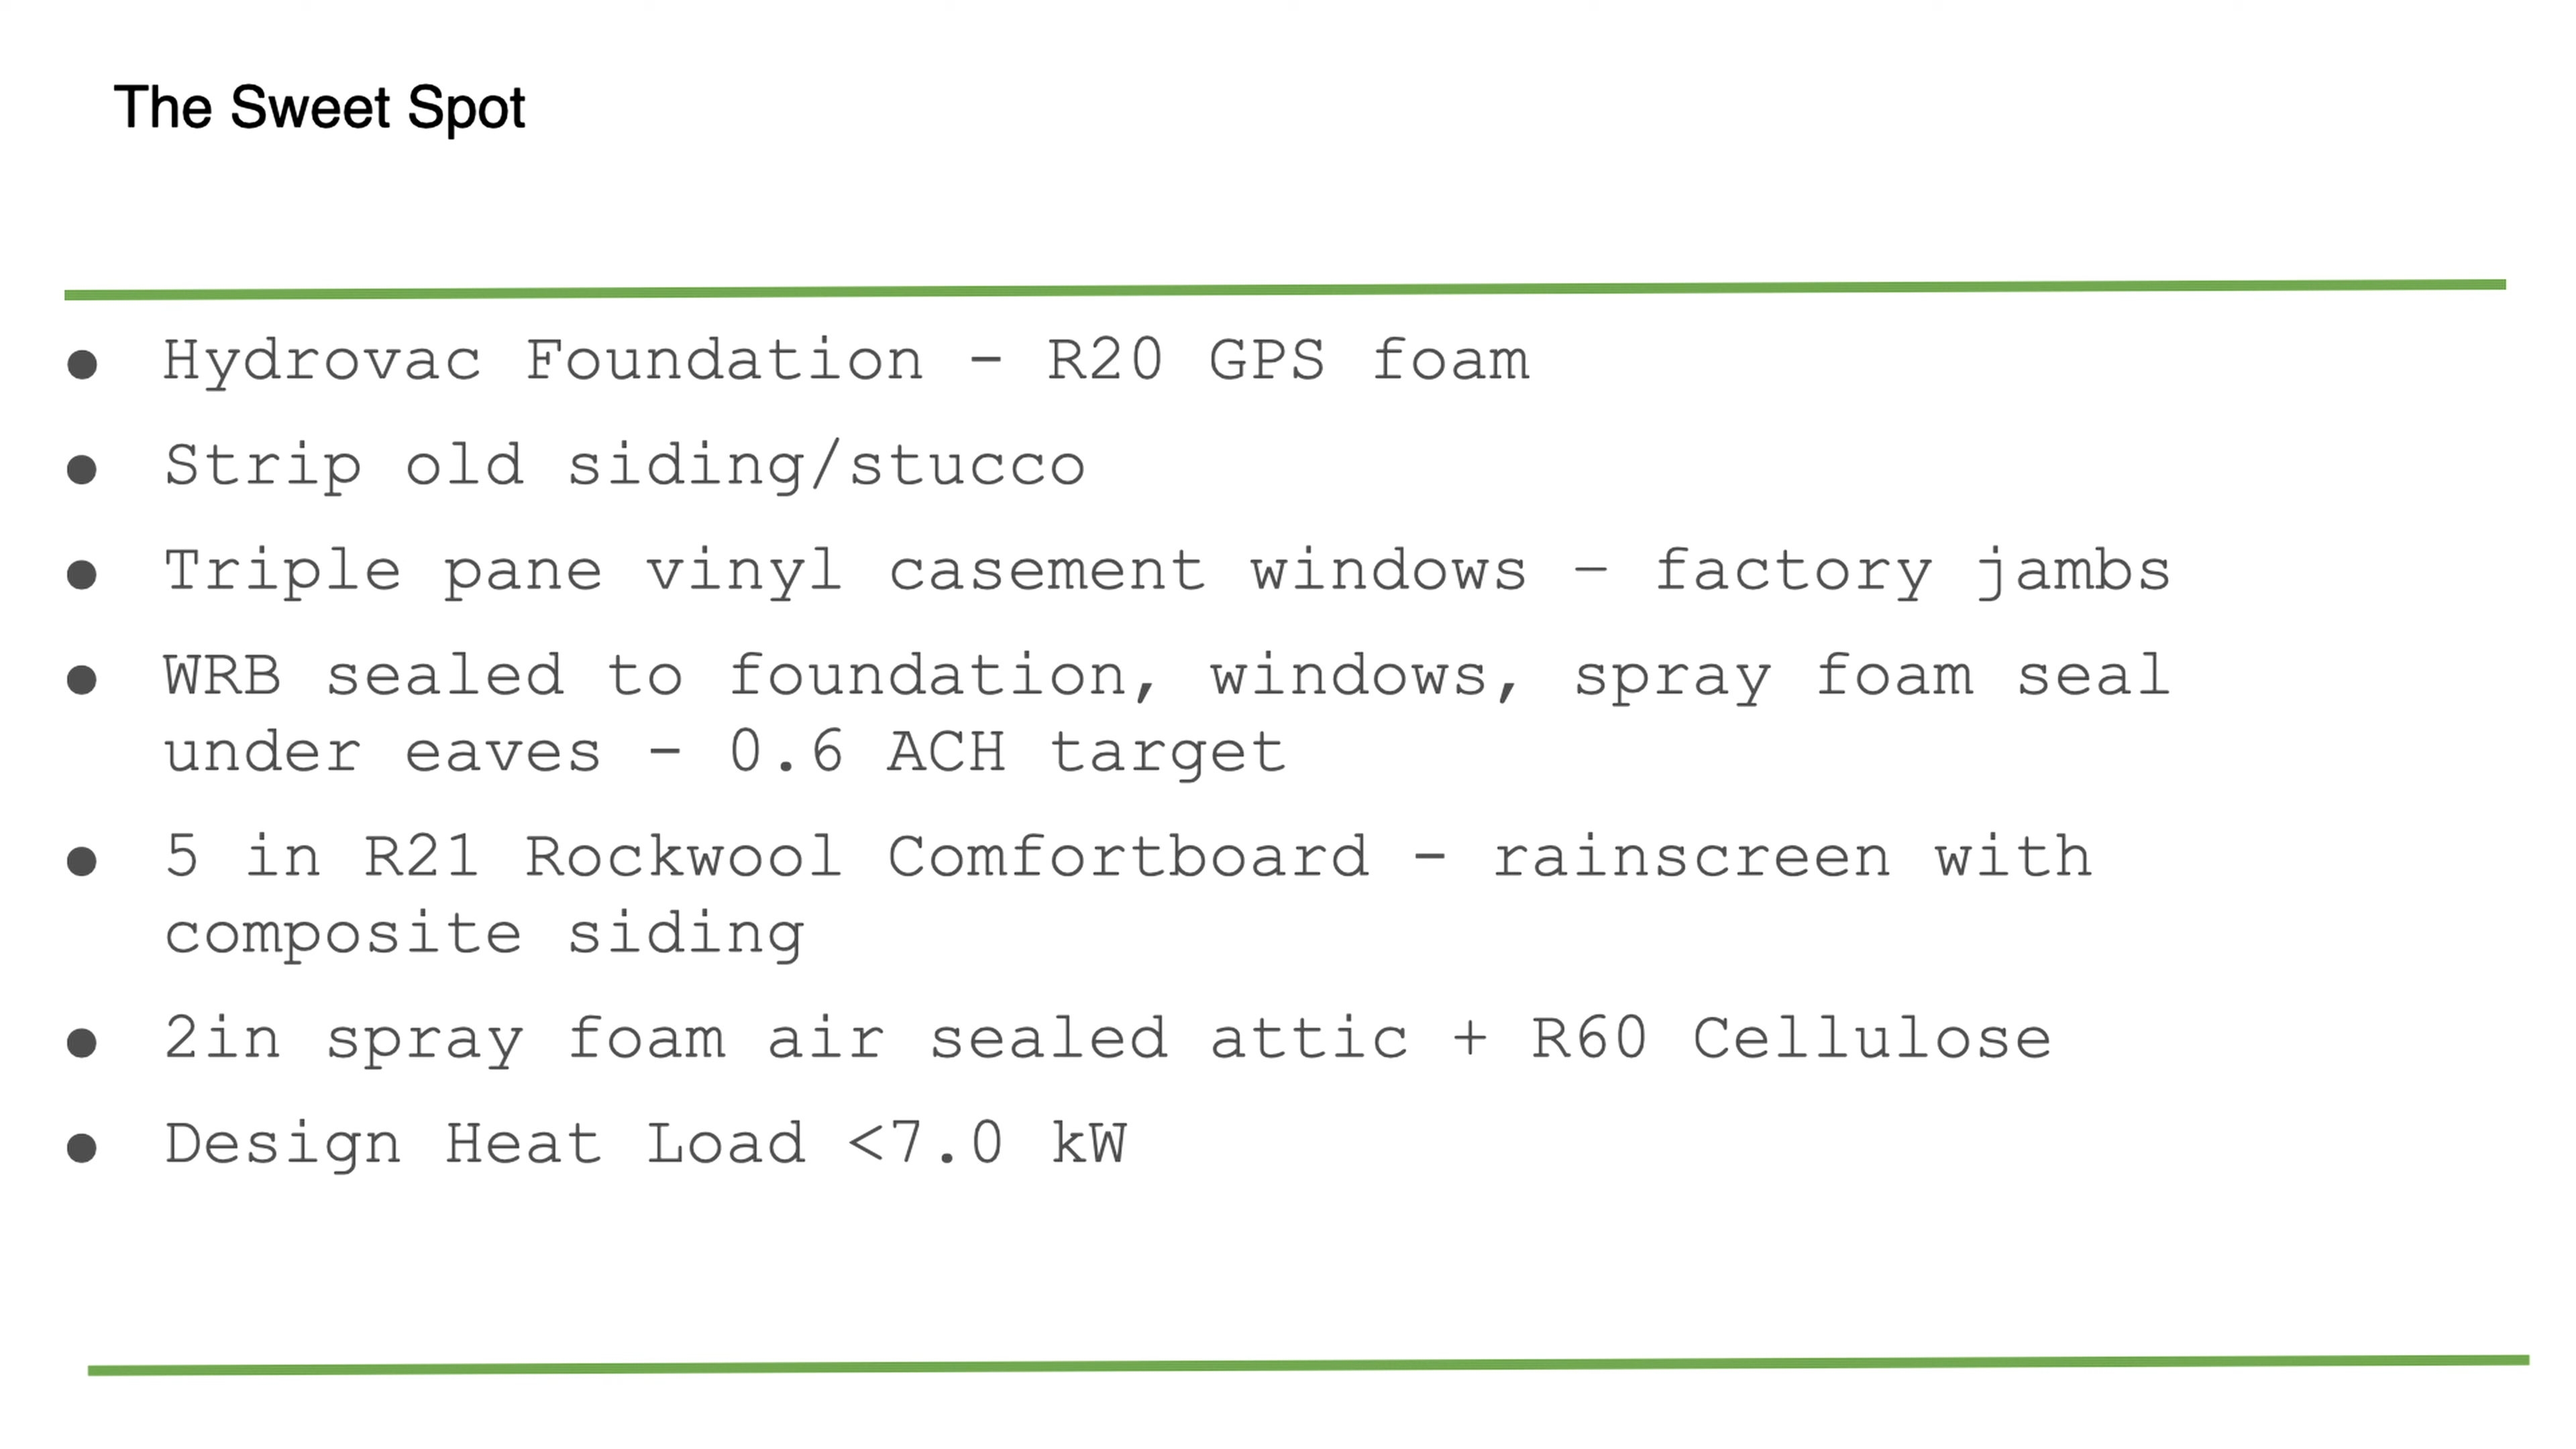 The Sweet Spot
● Hydrovac Foundation - R20 GPS foam
● Strip old siding/stucco
● Triple pane vinyl casement windows – factory jambs
● WRB sealed to foundation, windows, spray foam seal
under eaves - 0.6 ACH target
● 5 in R21 Rockwool Comfortboard - rainscreen with
composite siding
● 2in spray foam air sealed attic + R60 Cellulose
● Design Heat Load <7.0 kW